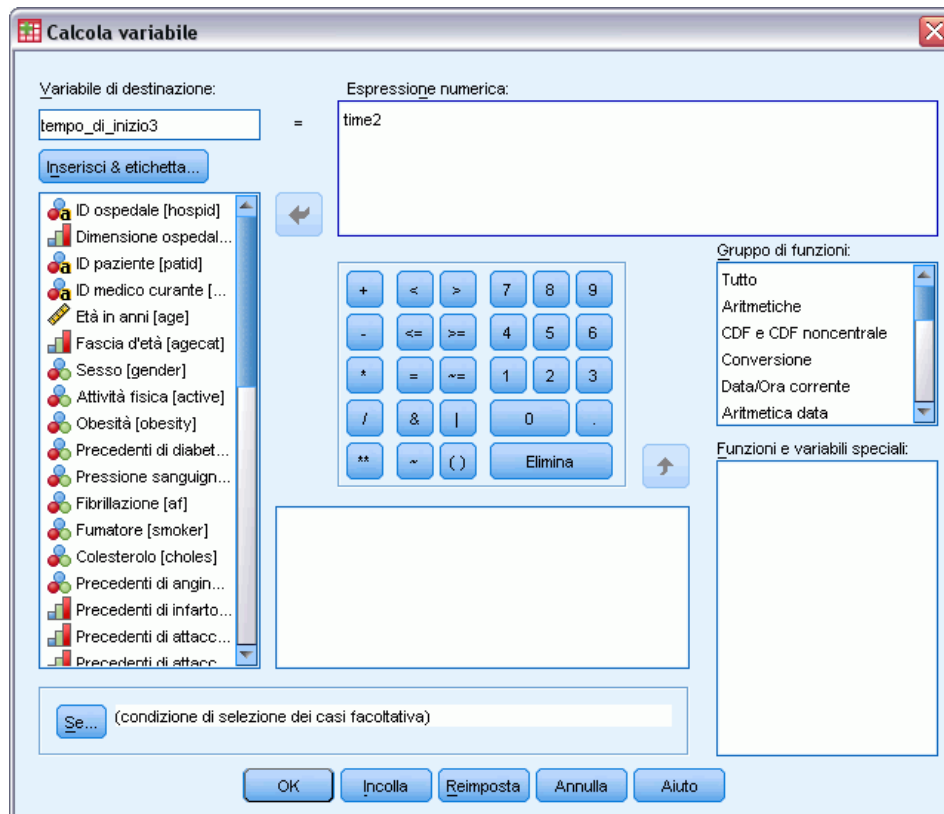 Calcola variabile
Variabile di destinazione:
tempo_di_inizio3
=
Espressione numerica:
time2
Inserisci & etichetta...
ID ospedale [hospid]
Dimensione ospedal...
ID paziente [patid]
ID medico curante [...
Età in anni [age]
Fascia d'età [agecat]
Sesso [gender]
Attività fisica [active]
Obesità [obesity]
Precedenti di diabet...
Pressione sanguign...
Fibrillazione [af]
Fumatore [smoker]
Colesterolo [choles]
Precedenti di angin...
Precedenti di infarto...
Precedenti di attacc...
Precedenti di attacc...
+ < > 7 8 9
- <= >= 4 5 6
* = ~= 1 2 3
/ & | 0 .
** ~ ( ) Elimina
Gruppo di funzioni:
Tutto
Aritmetiche
CDF e CDF noncentrale
Conversione
Data/Ora corrente
Aritmetica data
Funzioni e variabili speciali:
Se... (condizione di selezione dei casi facoltativa)
OK Incolla Reimposta Annulla Aiuto